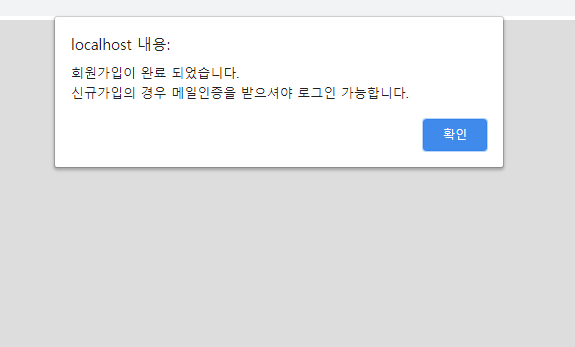 localhost 내용:
회원가입이 완료 되었습니다.
신규가입의 경우 메일인증을 받으셔야 로그인 가능합니다.
확인